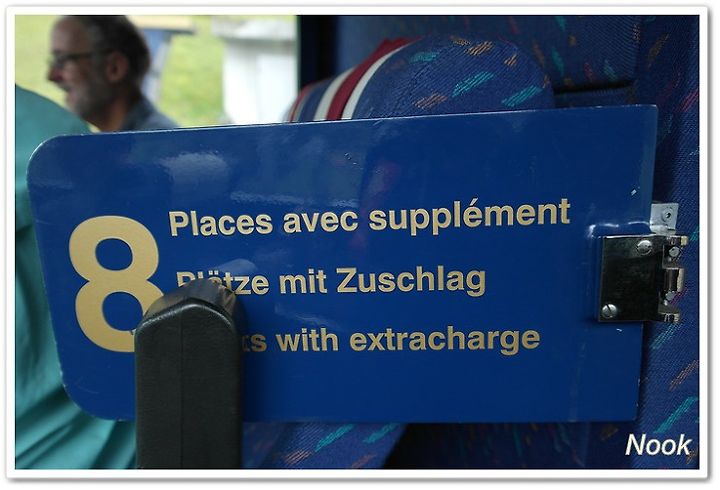 8
Places avec supplément
Plätze mit Zuschlag
with extracharge
Nook